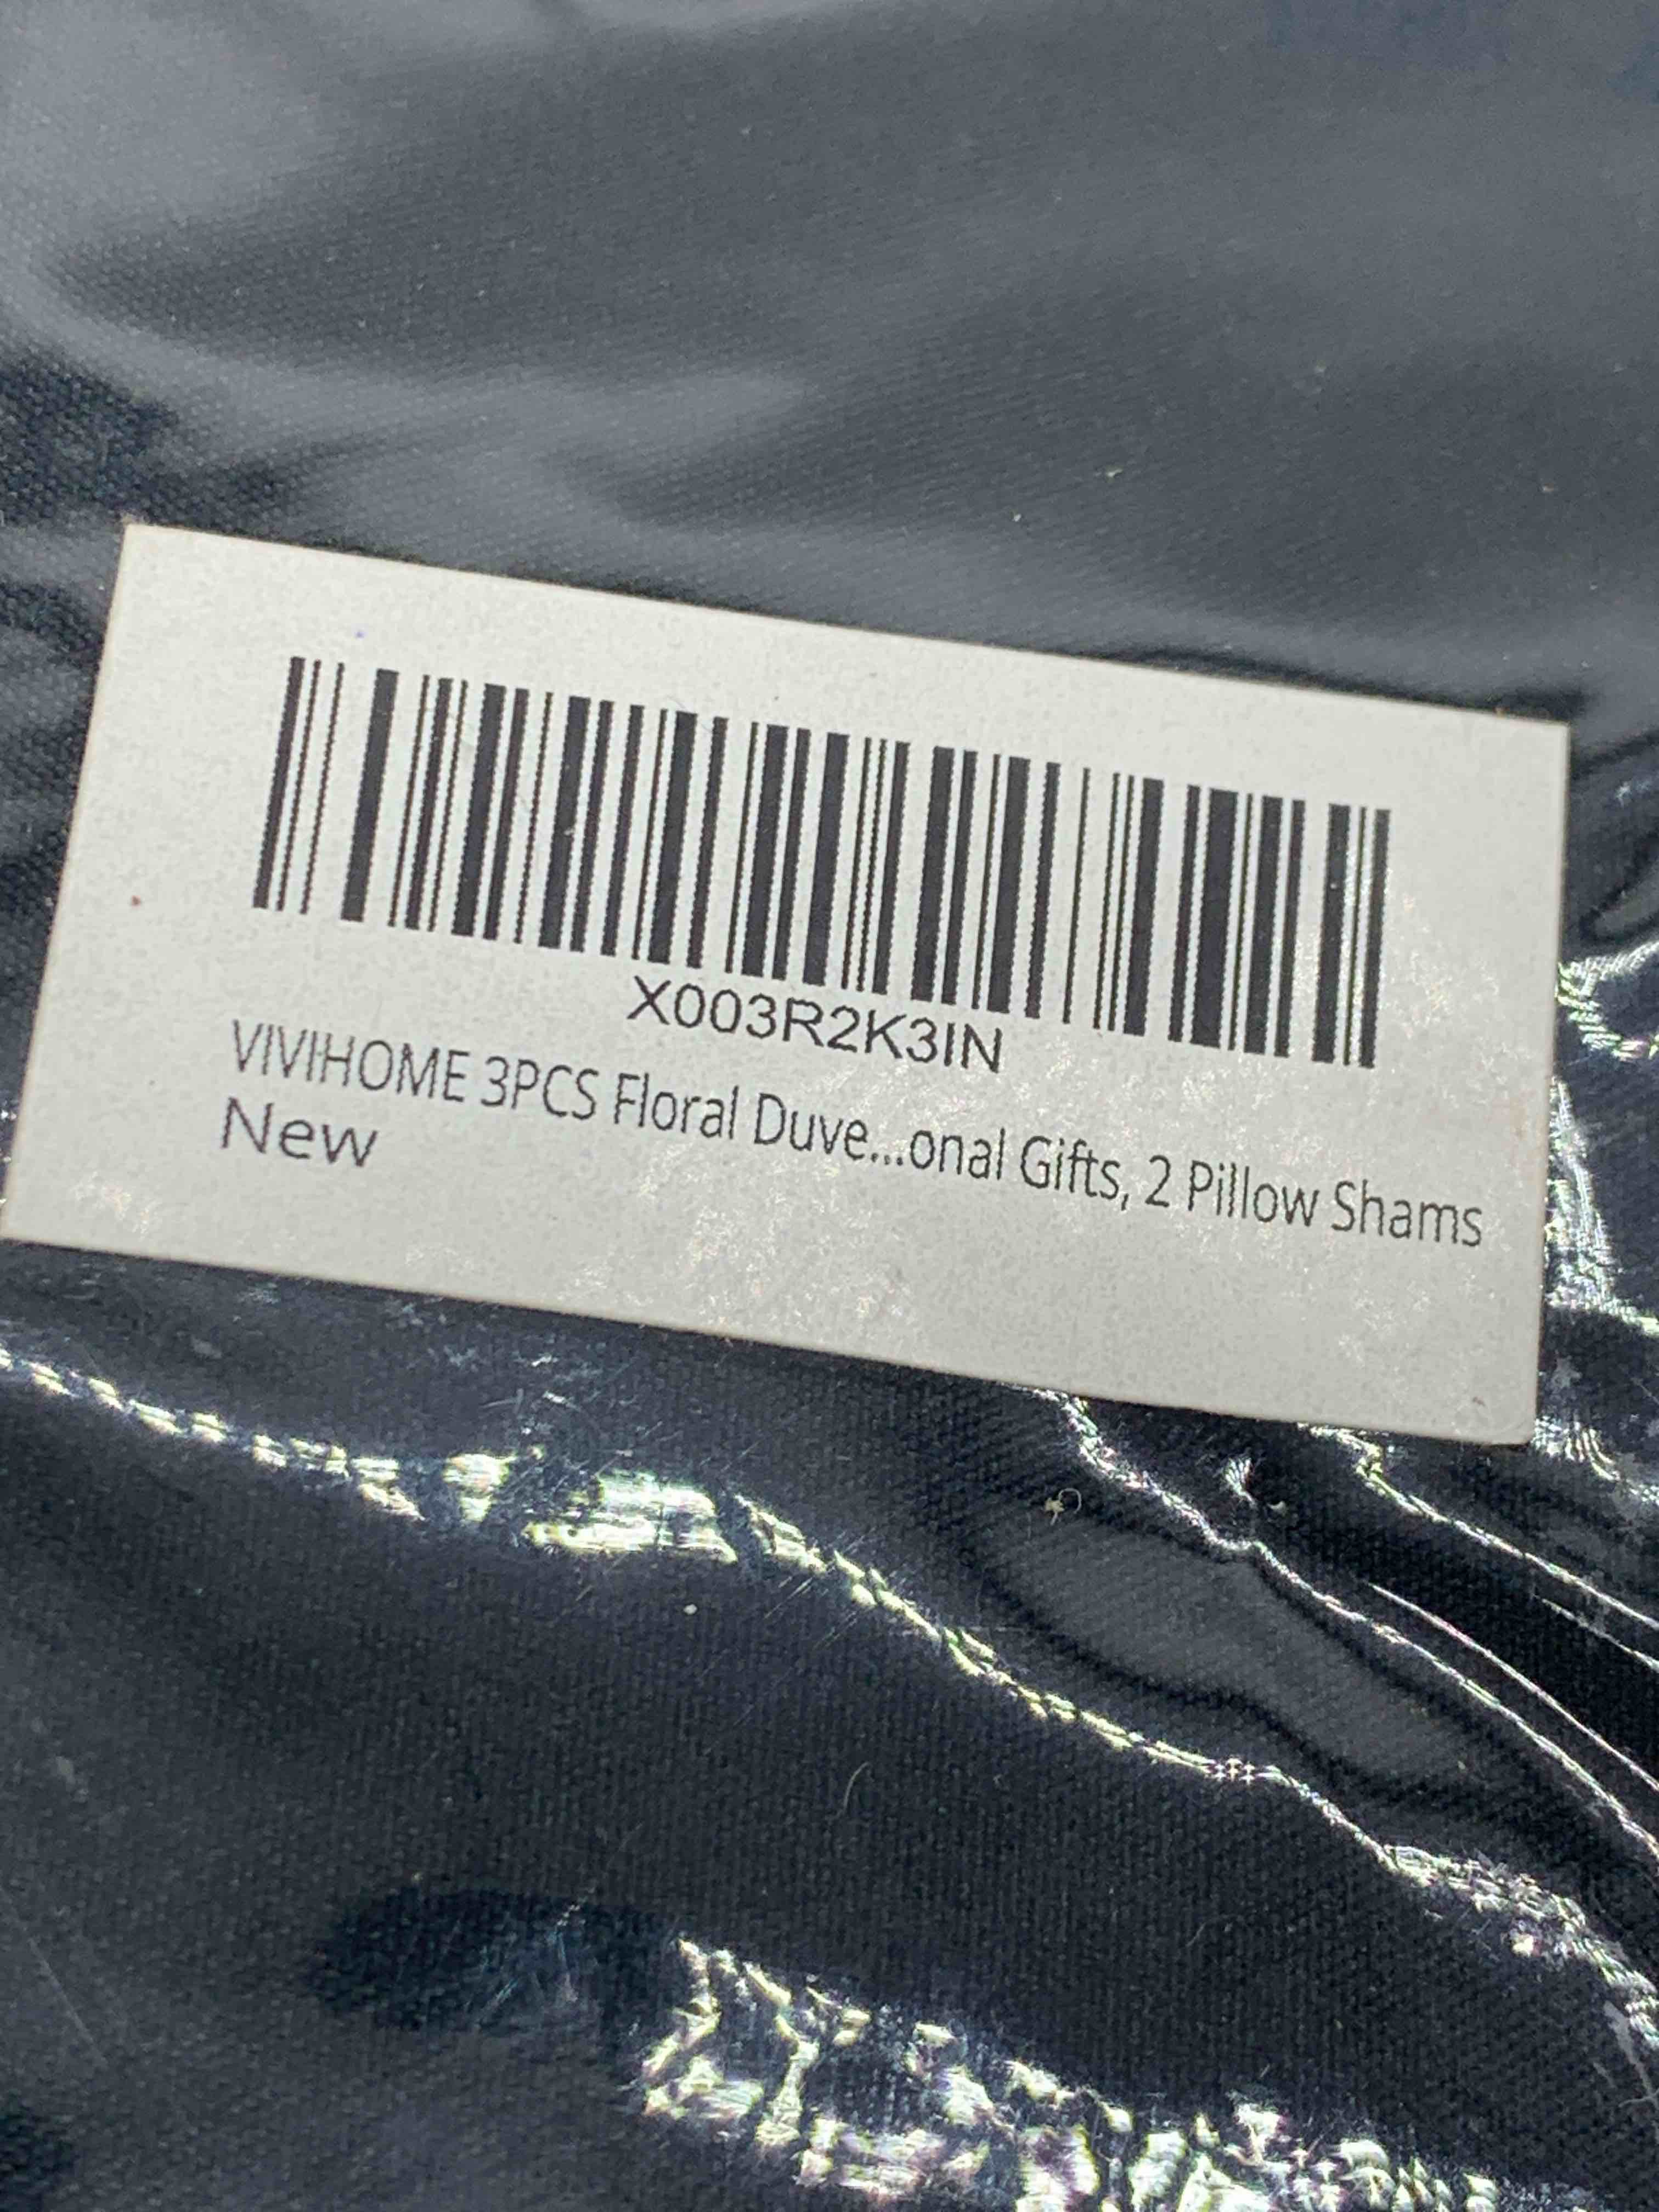 X003R2K3IN
VIVIHOME 3PCS Floral Duve...onal Gifts, 2 Pillow Shams
New